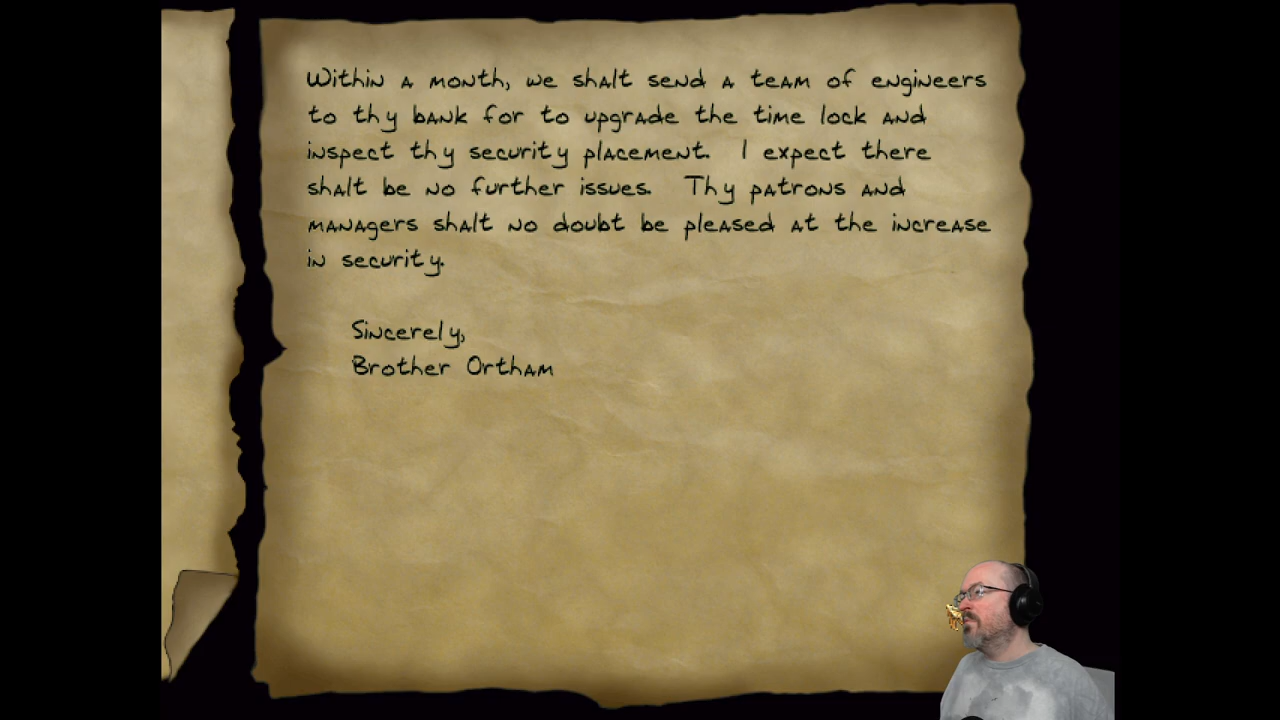 Within a month, we shalt send a team of engineers
to thy bank for to upgrade the time lock and
inspect thy security placement. I expect there
shalt be no further issues. Thy patrons and
managers shalt no doubt be pleased at the increase
in security.
Sincerely,
Brother Ortham